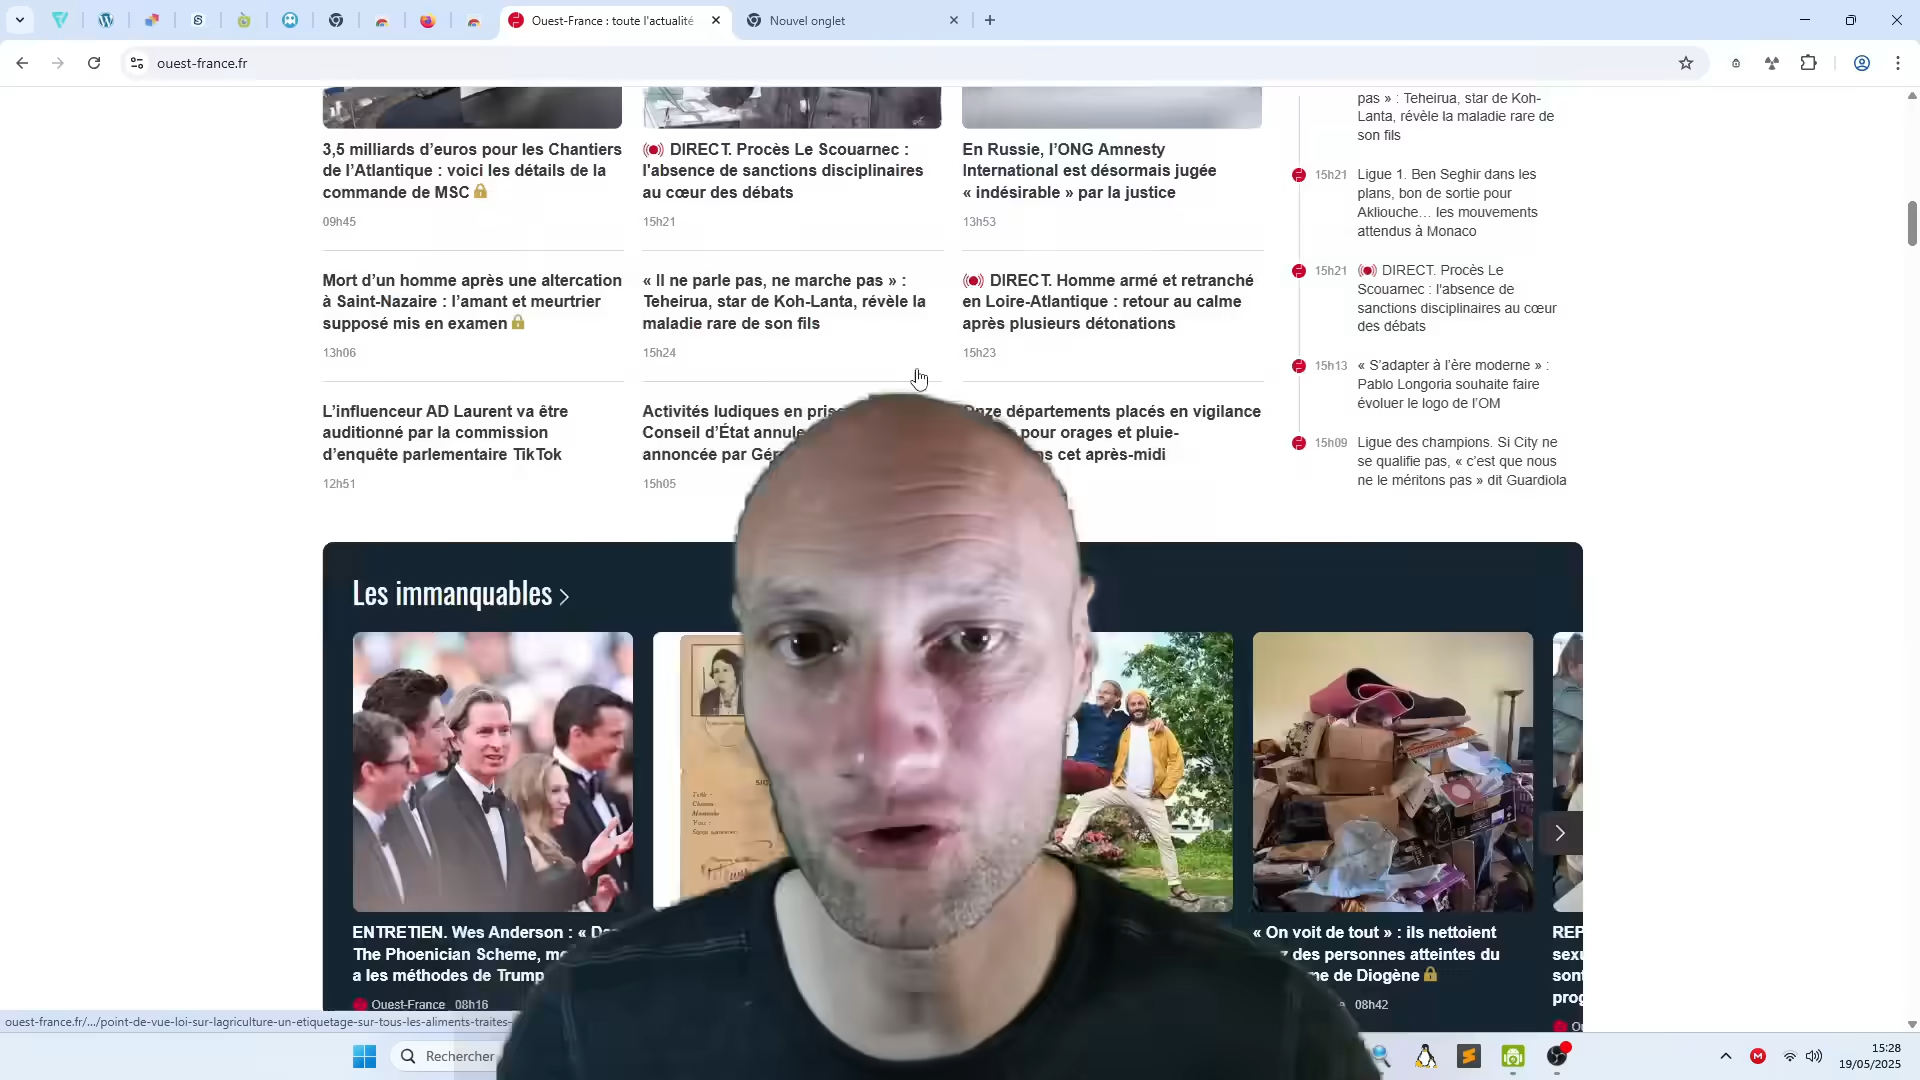 Ouest-France : toute l'actualité
Nouvel onglet
ouest-france.fr
3,5 milliards d’euros pour les Chantiers
de l’Atlantique : voici les détails de la
commande de MSC
09h45
DIRECT. Procès Le Scouarnec :
l'absence de sanctions disciplinaires
au cœur des débats
15h21
En Russie, l’ONG Amnesty
International est désormais jugée
« indésirable » par la justice
13h53
Mort d’un homme après une altercation
à Saint-Nazaire : l’amant et meurtrier
supposé mis en examen
13h06
« Il ne parle pas, ne marche pas » :
Teheirua, star de Koh-Lanta, révèle la
maladie rare de son fils
15h24
DIRECT. Homme armé et retranché
en Loire-Atlantique : retour au calme
après plusieurs détonations
15h23
L’influenceur AD Laurent va être
auditionné par la commission
d’enquête parlementaire TikTok
12h51
Activités ludiques en
Conseil d’État
annoncée par
15h05
départements placés en vigilance
pour orages et pluie-
cet après-midi
pas » : Teheirua, star de Koh-
Lanta, révèle la maladie rare de
son fils
15h21 Ligue 1. Ben Seghir dans les
plans, bon de sortie pour
Akliouche… les mouvements
attendus à Monaco
15h21 DIRECT. Procès Le
Scouarnec : l'absence de
sanctions disciplinaires au cœur
des débats
15h13 « S’adapter à l’ère moderne » :
Pablo Longoria souhaite faire
évoluer le logo de l’OM
15h09 Ligue des champions. Si City ne
se qualifie pas, « c’est que nous
ne le méritons pas » dit Guardiola
Les immanquables
ENTRETIEN. Wes Anderson : «
The Phoenician Scheme,
a les méthodes de Trump
Ouest-France 08h16
« On voit de tout » : ils nettoient
des personnes atteintes du
de Diogène
08h42
ouest-france.fr/.../point-de-vue-loi-sur-lagriculture-un-etiquetage-sur-tous-les-aliments-traites-
Rechercher
15:28
19/05/2025